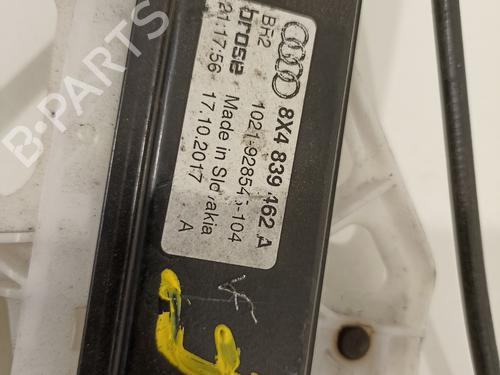 8X4 839 462 A
BR2
brose
1021-92854 -104
21:17:56
Made in Slovakia
17.10.2017
A
B-PARTS